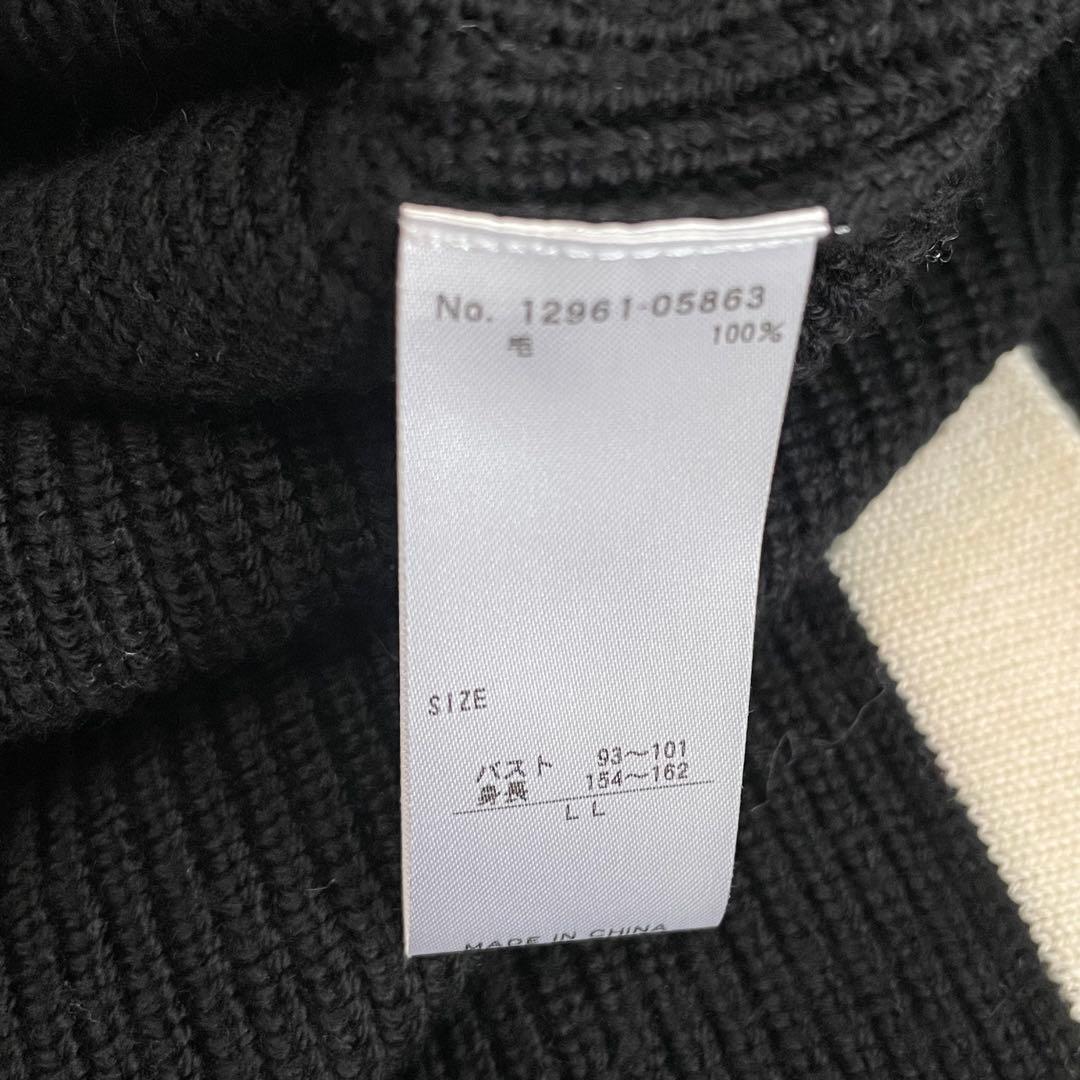 No. 12961-05863
毛 100%
SIZE
バスト 93～101
身長 154～162
LL
MADE IN CHINA